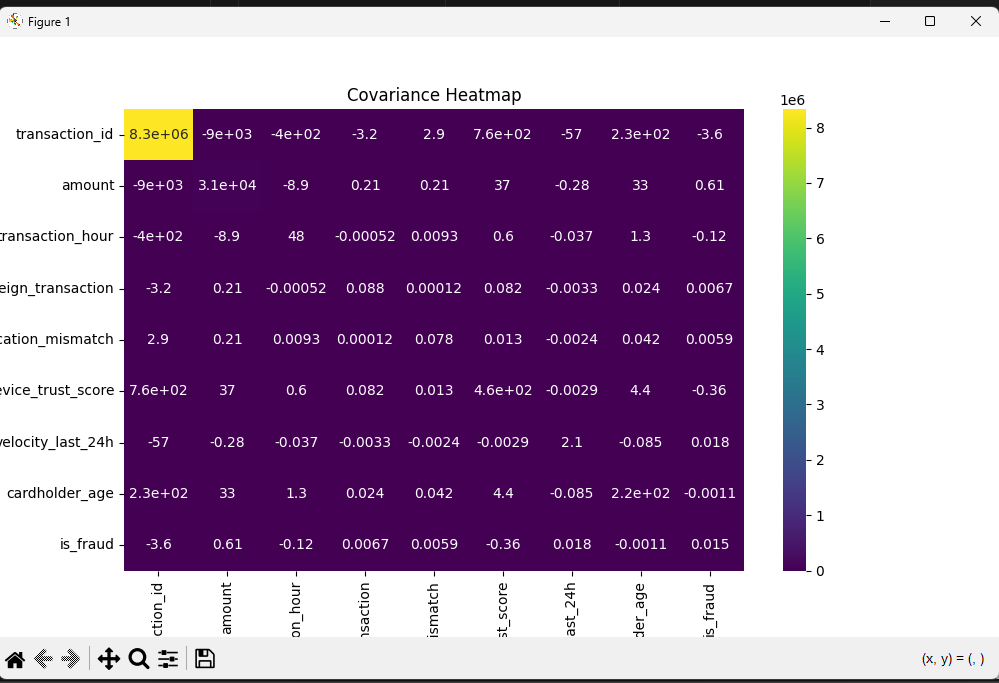 Figure 1
Covariance Heatmap
1e6
transaction_id 8.3e+06 -9e+03 -4e+02 -3.2 2.9 7.6e+02 -57 2.3e+02 -3.6
amount -9e+03 3.1e+04 -8.9 0.21 0.21 37 -0.28 33 0.61
transaction_hour -4e+02 -8.9 48 -0.00052 0.0093 0.6 -0.037 1.3 -0.12
eign_transaction -3.2 0.21 -0.00052 0.088 0.00012 0.082 -0.0033 0.024 0.0067
cation_mismatch 2.9 0.21 0.0093 0.00012 0.078 0.013 -0.0024 0.042 0.0059
evice_trust_score 7.6e+02 37 0.6 0.082 0.013 4.6e+02 -0.0029 4.4 -0.36
velocity_last_24h -57 -0.28 -0.037 -0.0033 -0.0024 -0.0029 2.1 -0.085 0.018
cardholder_age 2.3e+02 33 1.3 0.024 0.042 4.4 -0.085 2.2e+02 -0.0011
is_fraud -3.6 0.61 -0.12 0.0067 0.0059 -0.36 0.018 -0.0011 0.015
ction_id
amount
on_hour
nsaction
ismatch
st_score
ast_24h
der_age
is_fraud
8
7
6
5
4
3
2
1
0
(x, y) = (, )